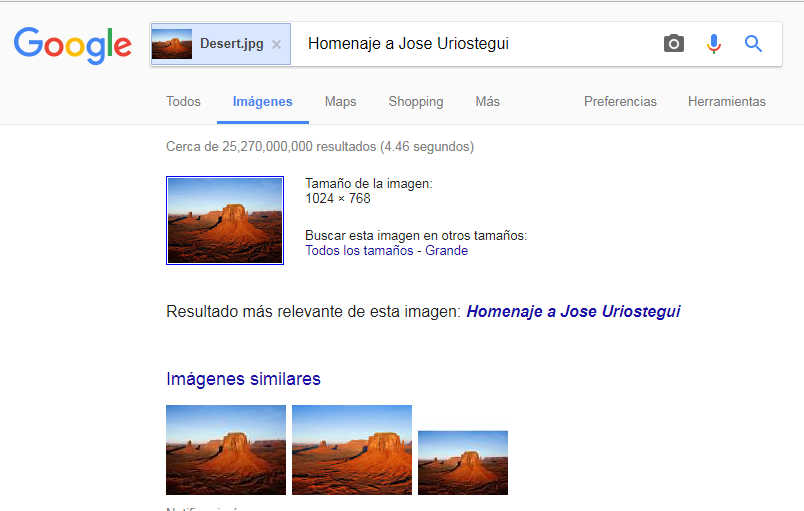 Google Desert.jpg × Homenaje a Jose Uriostegui
Todos Imágenes Maps Shopping Más Preferencias Herramientas
Cerca de 25,270,000,000 resultados (4.46 segundos)
Tamaño de la imagen:
1024 × 768
Buscar esta imagen en otros tamaños:
Todos los tamaños - Grande
Resultado más relevante de esta imagen: Homenaje a Jose Uriostegui
Imágenes similares